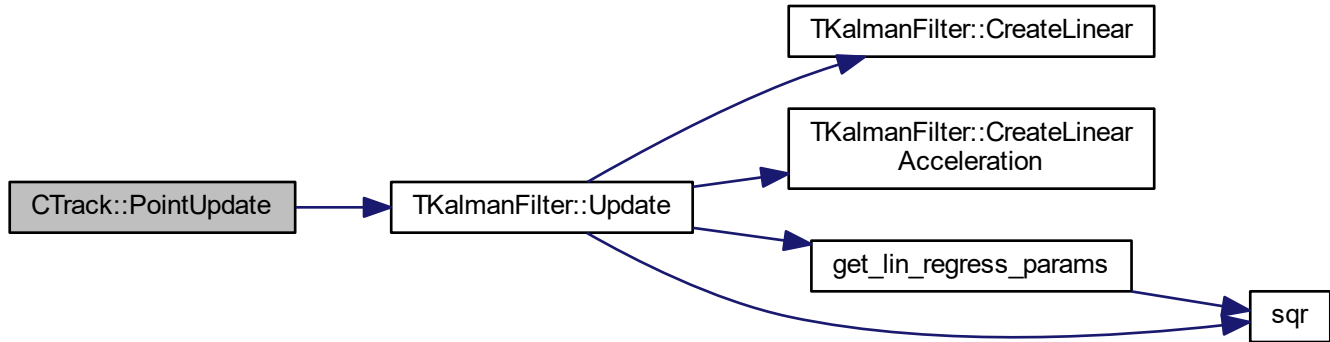 TKalmanFilter::CreateLinear
TKalmanFilter::CreateLinear
Acceleration
CTrack::PointUpdate
TKalmanFilter::Update
get_lin_regress_params
sqr